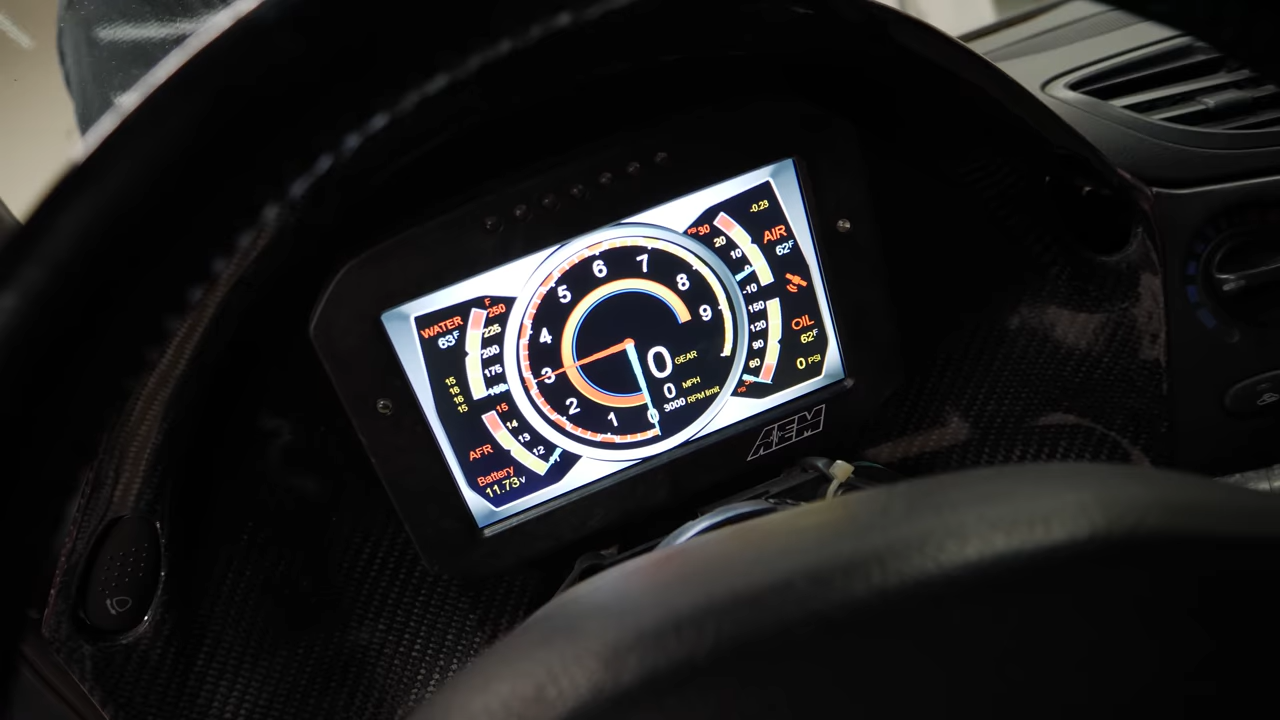 WATER
63F
15
16
16
15
F
250
225
200
175
150
15
14
13
12
AFR
Battery
11.73V
0
1
2
3
4
5
6
7
8
9
0 GEAR
0 MPH
3000 RPM limit
PSI 30
20
10
0
-10
-0.23
AIR
62F
150
120
90
60
PSI
OIL
62F
0 PSI
AEM